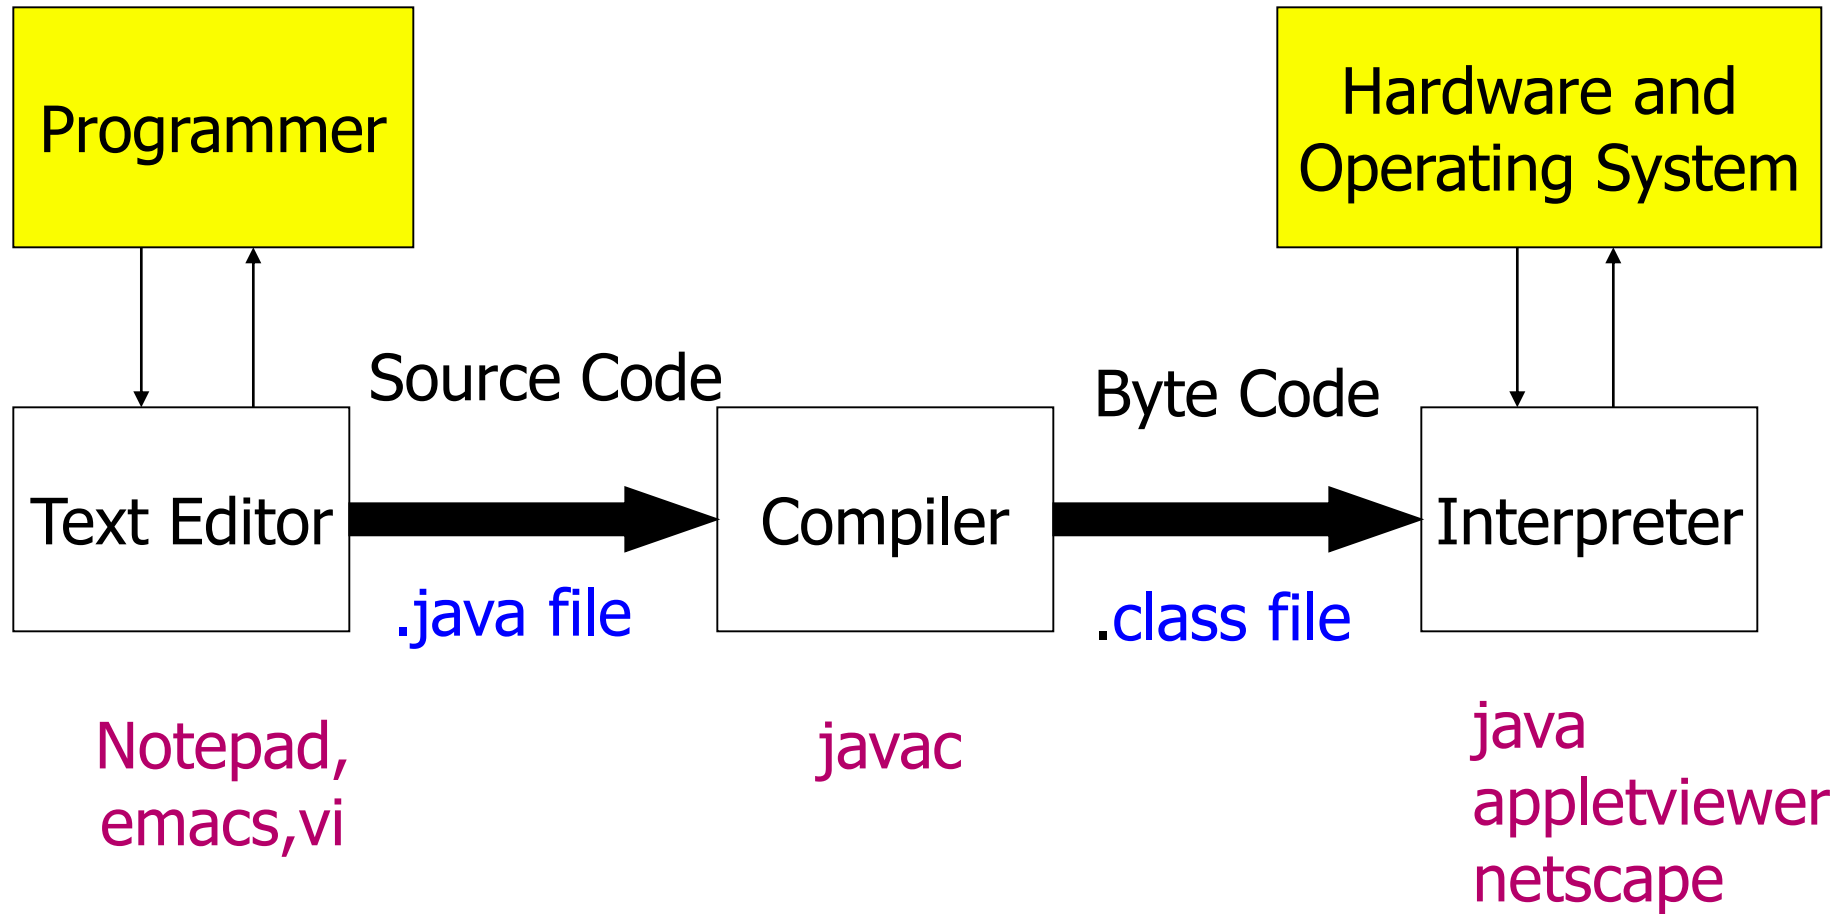 Programmer
Hardware and
Operating System
Source Code
Byte Code
Text Editor
Compiler
Interpreter
.java file
.class file
Notepad,
emacs,vi
javac
java
appletviewer
netscape